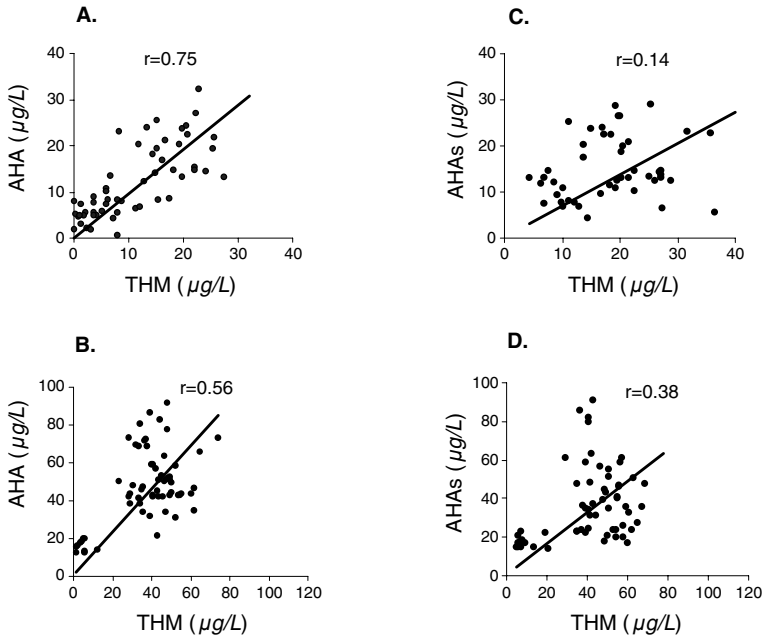 A.
r=0.75
AHA (µg/L)
40
30
20
10
0
0 10 20 30 40
THM (µg/L)
C.
r=0.14
AHAs (µg/L)
40
30
20
10
0
0 10 20 30 40
THM (µg/L)
B.
r=0.56
AHA (µg/L)
100
80
60
40
20
0
0 20 40 60 80 100 120
THM (µg/L)
D.
r=0.38
AHAs (µg/L)
100
80
60
40
20
0
0 20 40 60 80 100 120
THM (µg/L)